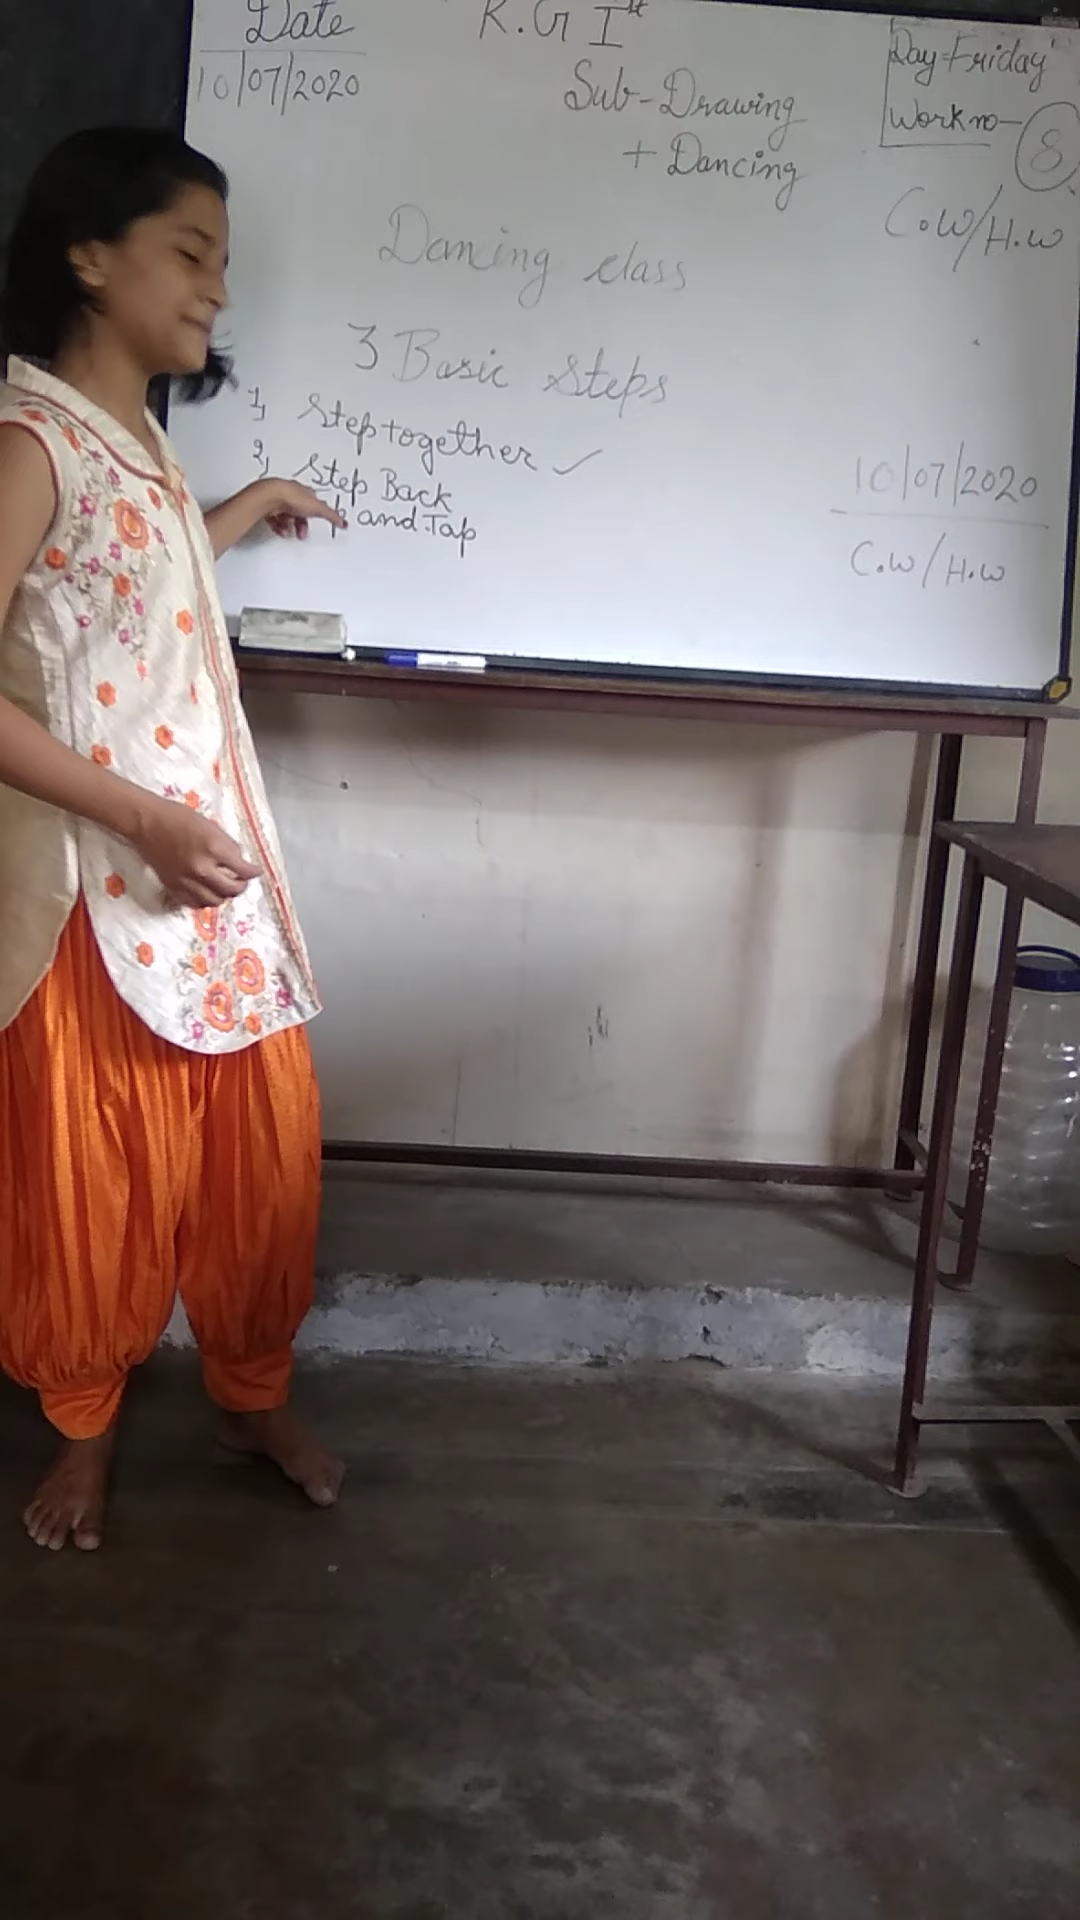 Date
10/07/2020
K.G Ist
Sub-Drawing
+ Dancing
Day-Friday
Work no- 8
C.W/H.W
Dancing class
3 Basic Steps
1, Step together ✓
2, Step Back
and Tap
10/07/2020
C.W/H.W